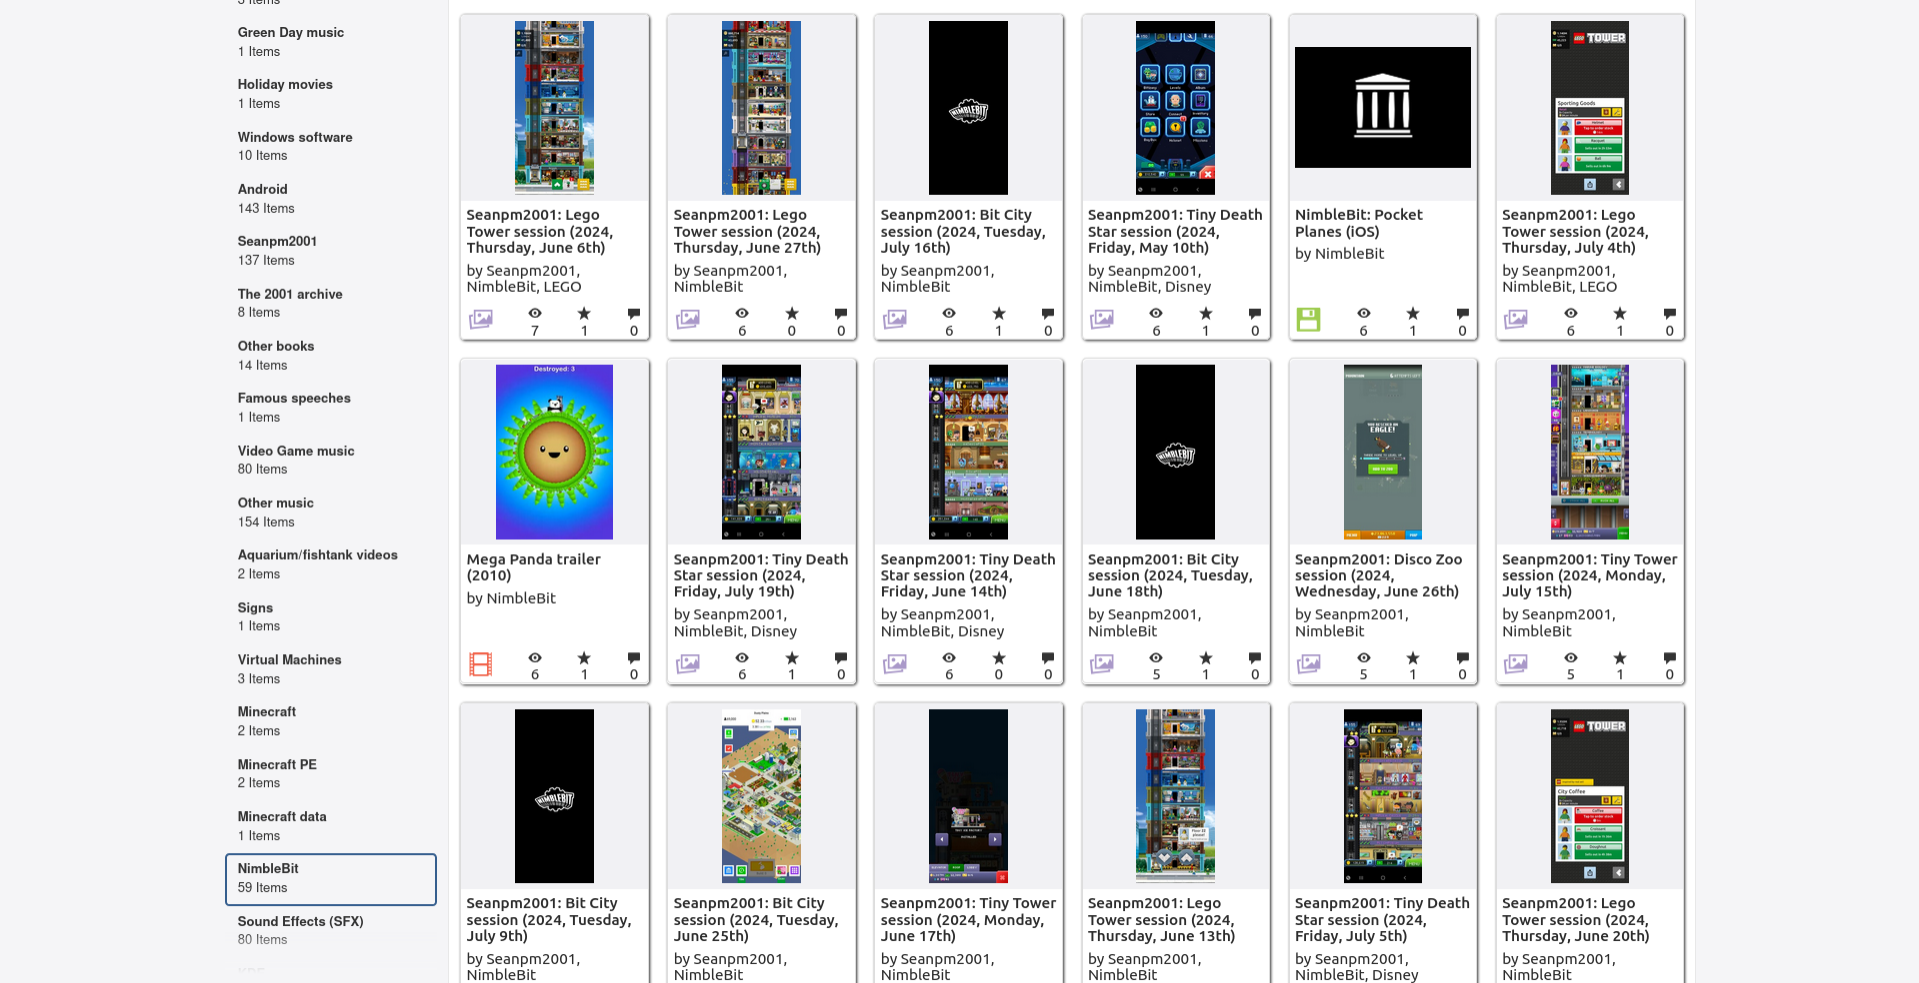 3 Items
Green Day music
1 Items
Holiday movies
1 Items
Windows software
10 Items
Android
143 Items
Seanpm2001
137 Items
The 2001 archive
8 Items
Other books
14 Items
Famous speeches
1 Items
Video Game music
80 Items
Other music
154 Items
Aquarium/fishtank videos
2 Items
Signs
1 Items
Virtual Machines
3 Items
Minecraft
2 Items
Minecraft PE
2 Items
Minecraft data
1 Items
NimbleBit
59 Items
Sound Effects (SFX)
80 Items
Seanpm2001: Lego
Tower session (2024,
Thursday, June 6th)
by Seanpm2001,
NimbleBit, LEGO
7 1 0
Seanpm2001: Lego
Tower session (2024,
Thursday, June 27th)
by Seanpm2001,
NimbleBit
6 0 0
NIMBLEBIT
Seanpm2001: Bit City
session (2024, Tuesday,
July 16th)
by Seanpm2001,
NimbleBit
6 1 0
Seanpm2001: Tiny Death
Star session (2024,
Friday, May 10th)
by Seanpm2001,
NimbleBit, Disney
6 1 0
NimbleBit: Pocket
Planes (iOS)
by NimbleBit
6 1 0
LEGO TOWER
Sporting Goods
Seanpm2001: Lego
Tower session (2024,
Thursday, July 4th)
by Seanpm2001,
NimbleBit, LEGO
6 1 0
Destroyed: 3
Mega Panda trailer
(2010)
by NimbleBit
6 1 0
Seanpm2001: Tiny Death
Star session (2024,
Friday, July 19th)
by Seanpm2001,
NimbleBit, Disney
6 1 0
Seanpm2001: Tiny Death
Star session (2024,
Friday, June 14th)
by Seanpm2001,
NimbleBit, Disney
6 0 0
NIMBLEBIT
Seanpm2001: Bit City
session (2024, Tuesday,
June 18th)
by Seanpm2001,
NimbleBit
5 1 0
EAGLE!
Seanpm2001: Disco Zoo
session (2024,
Wednesday, June 26th)
by Seanpm2001,
NimbleBit
5 1 0
Seanpm2001: Tiny Tower
session (2024, Monday,
July 15th)
by Seanpm2001,
NimbleBit
5 1 0
NIMBLEBIT
Seanpm2001: Bit City
session (2024, Tuesday,
July 9th)
by Seanpm2001,
NimbleBit
Seanpm2001: Bit City
session (2024, Tuesday,
June 25th)
by Seanpm2001,
NimbleBit
Seanpm2001: Tiny Tower
session (2024, Monday,
June 17th)
by Seanpm2001,
NimbleBit
Seanpm2001: Lego
Tower session (2024,
Thursday, June 13th)
by Seanpm2001,
NimbleBit
Seanpm2001: Tiny Death
Star session (2024,
Friday, July 5th)
by Seanpm2001,
NimbleBit, Disney
LEGO TOWER
City Coffee
Seanpm2001: Lego
Tower session (2024,
Thursday, June 20th)
by Seanpm2001,
NimbleBit